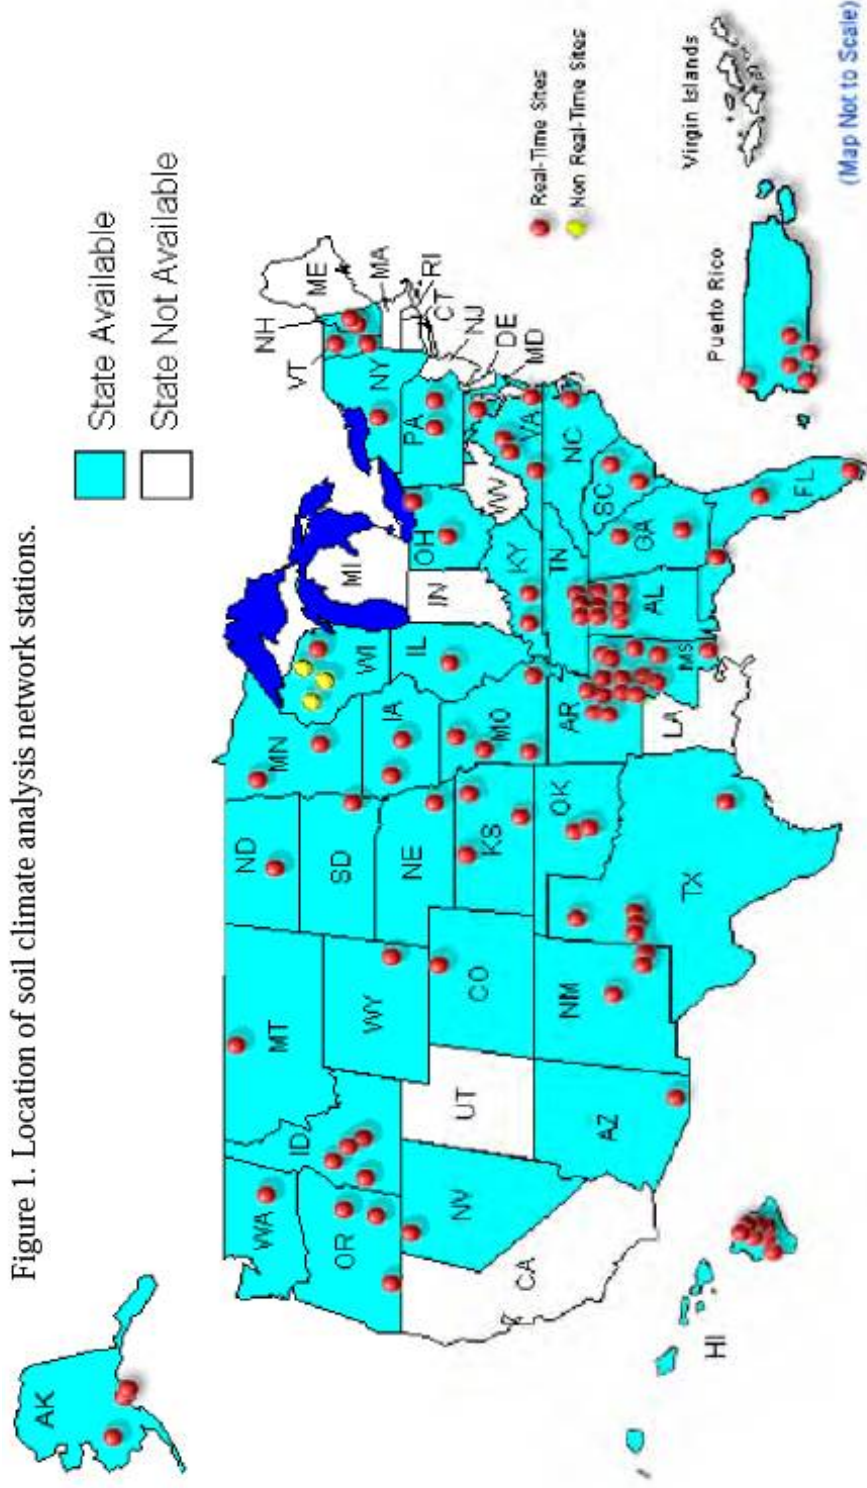 Figure 1. Location of soil climate analysis network stations.
State Available
State Not Available
AK
WA
MT
ND
MN
WI
MI
VT
NH
ME
MA
RI
CT
NY
NJ
DE
MD
PA
OR
ID
WY
SD
IA
IL
IN
OH
WV
VA
NV
UT
CO
NE
KS
MO
KY
CA
AZ
NM
OK
AR
TN
NC
SC
TX
LA
MS
AL
GA
FL
HI
Real-Time Sites
Non Real-Time Sites
Puerto Rico
Virgin Islands
(Map Not to Scale)